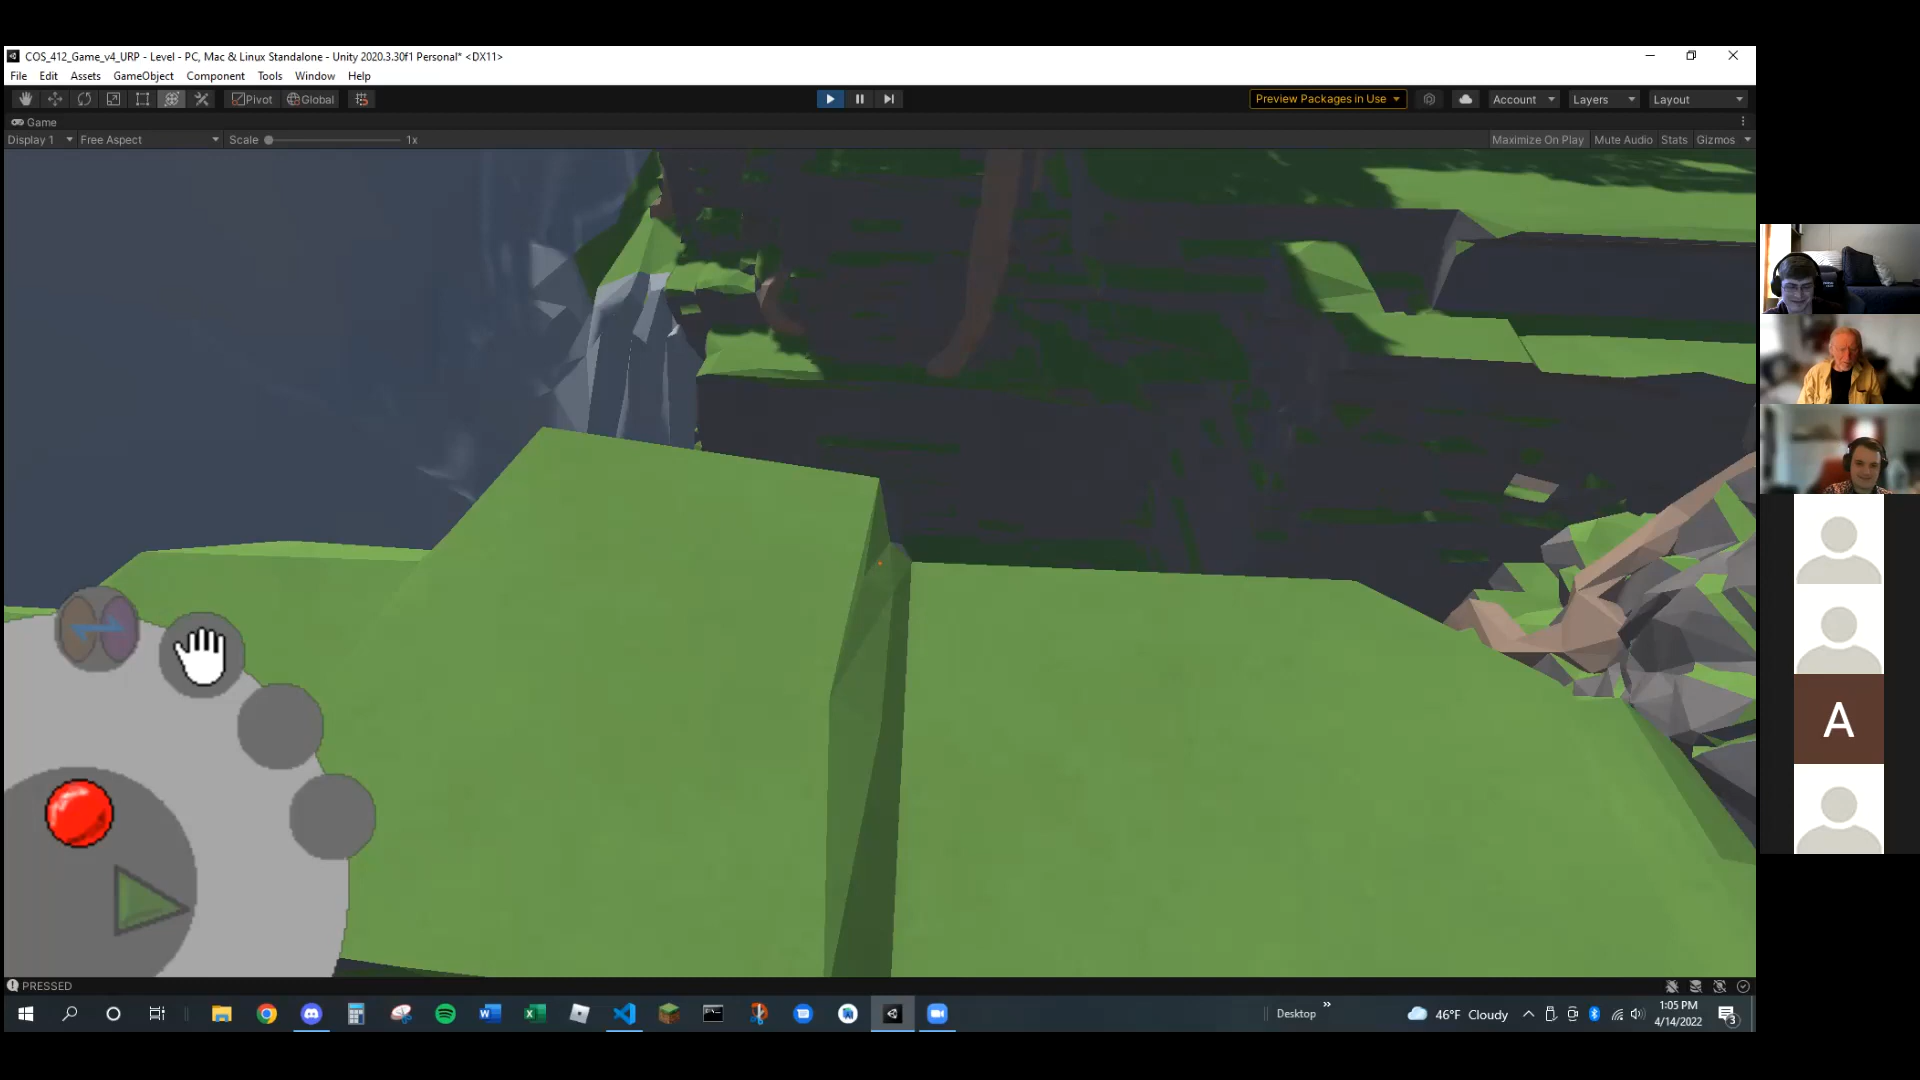 COS_412_Game_v4_URP - Level - PC, Mac & Linux Standalone - Unity 2020.3.30f1 Personal* <DX11>
File Edit Assets GameObject Component Tools Window Help
Pivot Global Preview Packages in Use Account Layers Layout
Game
Display 1 Free Aspect Scale 1x Maximize On Play Mute Audio Stats Gizmos
A
PRESSED
Desktop » 46°F Cloudy 1:05 PM
4/14/2022
3